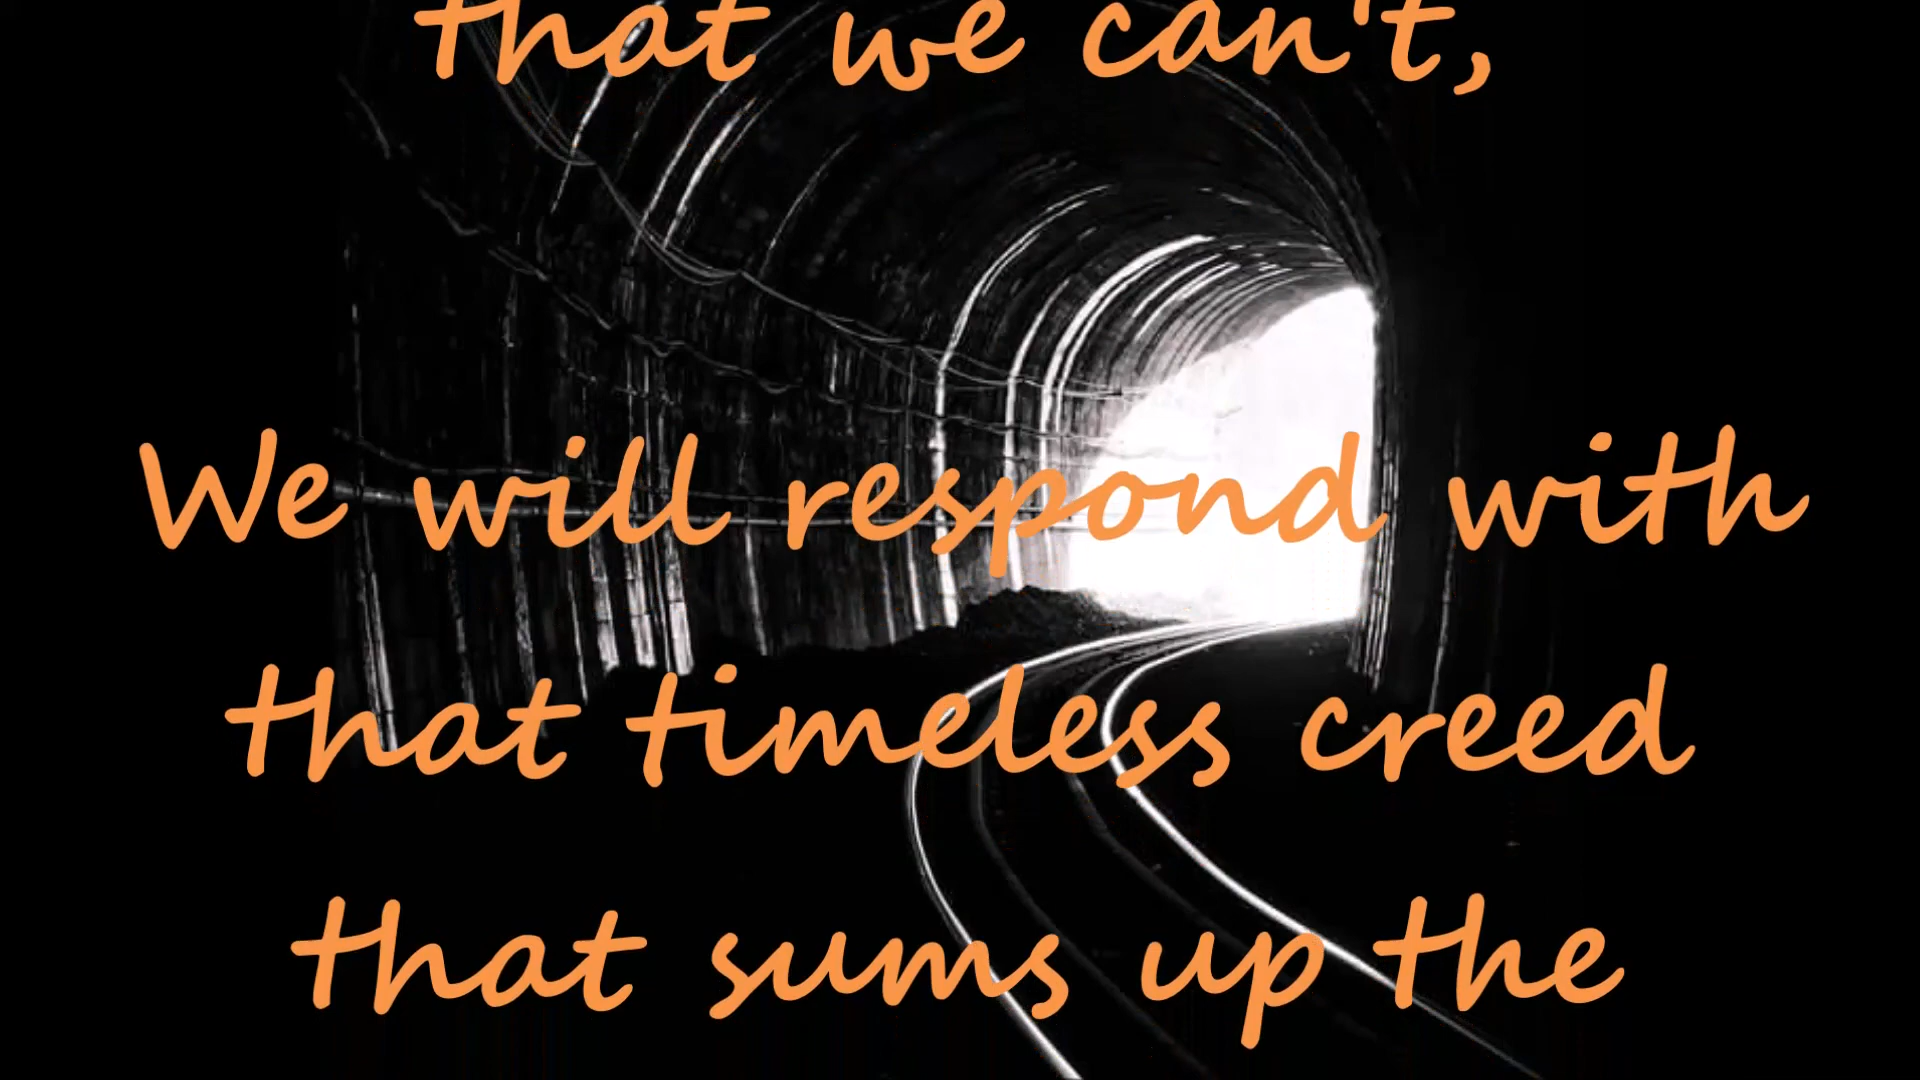 that we can't,
We will respond with
that timeless creed
that sums up the